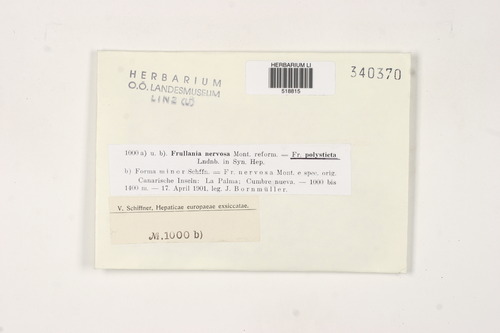 HERBARIUM
O.Ö. LANDESMUSEUM
LINZ
HERBARIUM LI
518815
340370
1000 a) u. b). Frullania nervosa Mont. reform. = Fr. polysticta
Lndnb. in Syn. Hep.
b) Forma minor Schffn. = Fr. nervosa Mont. e spec. orig.
Canarische Inseln: La Palma; Cumbre nueva. — 1000 bis
1400 m. — 17. April 1901. leg. J. Bornmüller.
V. Schiffner, Hepaticae europaeae exsiccatae.
№.1000 b)